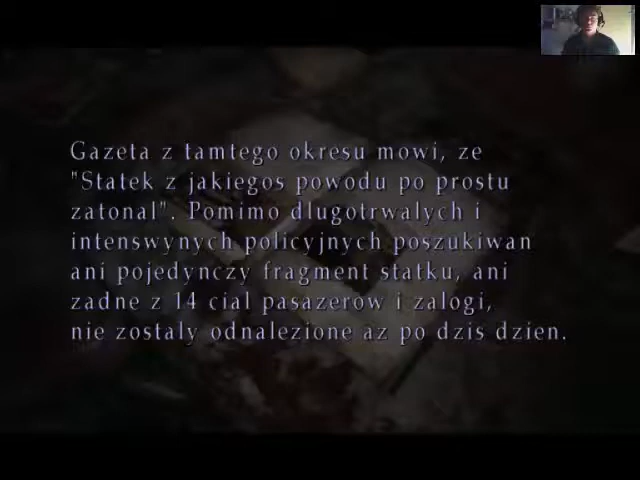 Gazeta z tamtego okresu mowi, ze
"Statek z jakiegos powodu po prostu
zatonal". Pomimo dlugotrwalych i
intenswynych policyjnych poszukiwan
ani pojedynczy fragment statku, ani
zadne z 14 cial pasazerow i zalogi,
nie zostaly odnalezione az po dzis dzien.